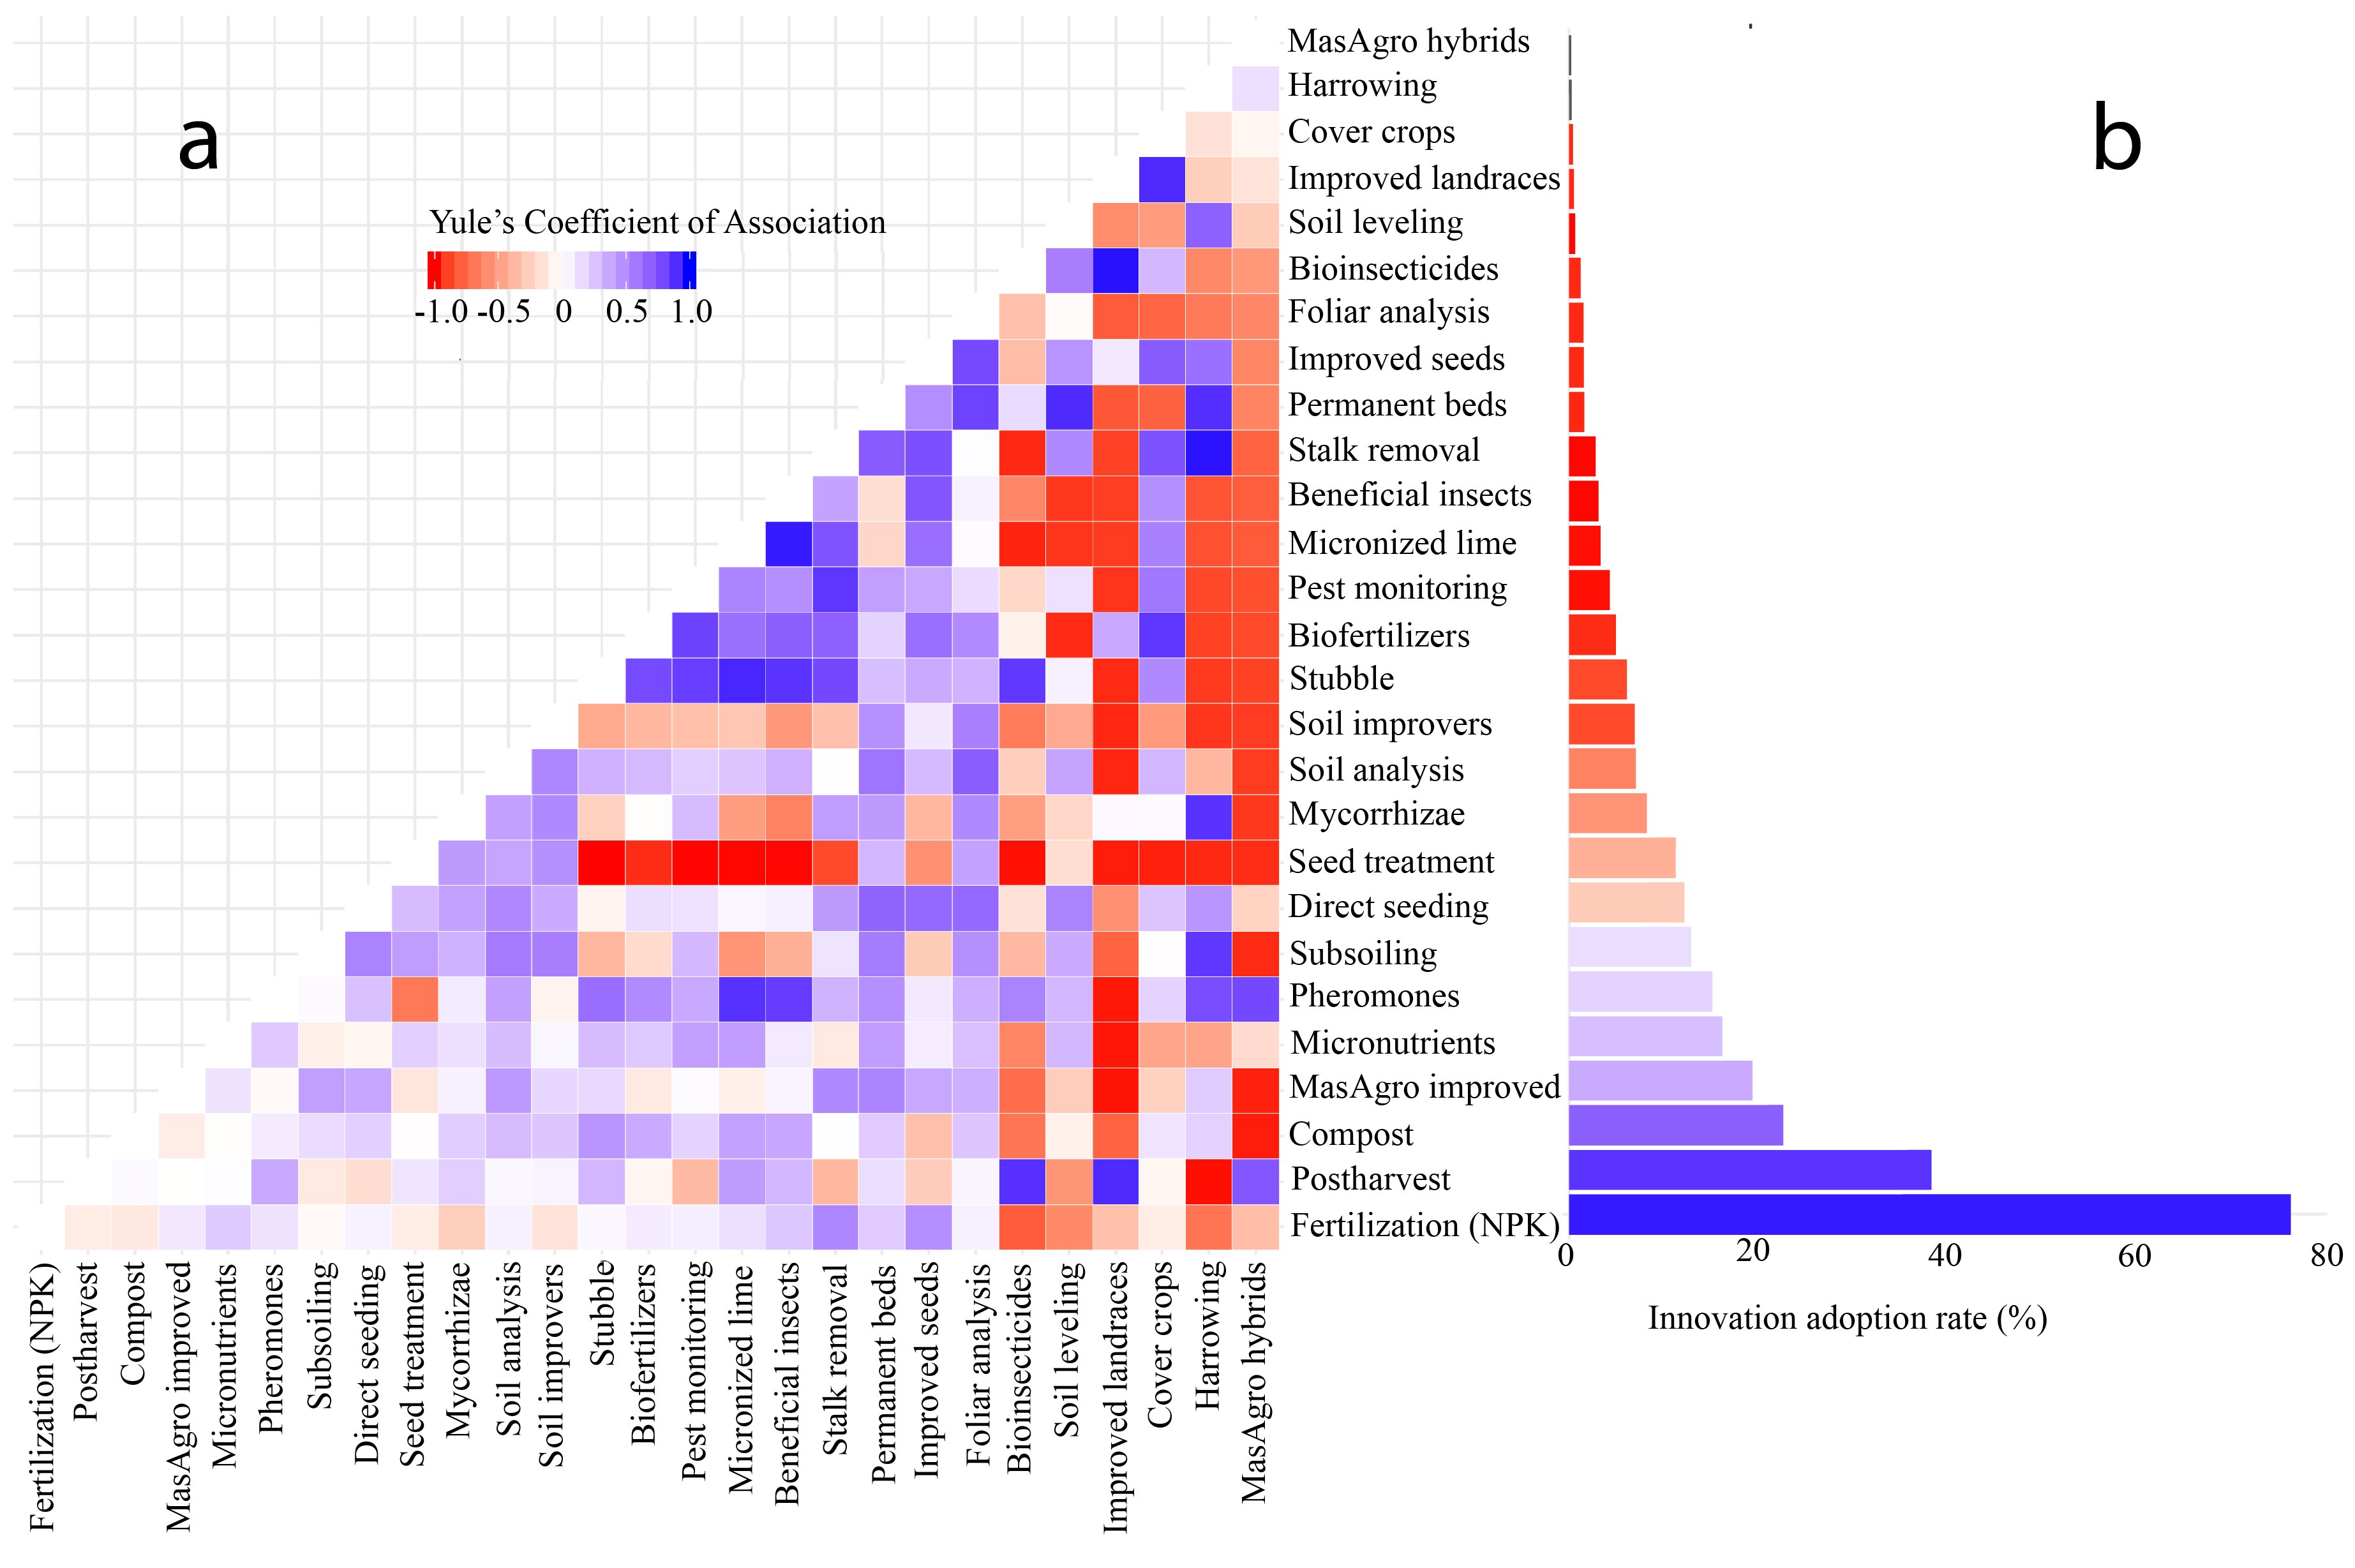 a
b
Yule’s Coefficient of Association
-1.0 -0.5 0 0.5 1.0
MasAgro hybrids
Harrowing
Cover crops
Improved landraces
Soil leveling
Bioinsecticides
Foliar analysis
Improved seeds
Permanent beds
Stalk removal
Beneficial insects
Micronized lime
Pest monitoring
Biofertilizers
Stubble
Soil improvers
Soil analysis
Mycorrhizae
Seed treatment
Direct seeding
Subsoiling
Pheromones
Micronutrients
MasAgro improved
Compost
Postharvest
Fertilization (NPK)
0 20 40 60 80
Innovation adoption rate (%)
Fertilization (NPK)
Postharvest
Compost
MasAgro improved
Micronutrients
Pheromones
Subsoiling
Direct seeding
Seed treatment
Mycorrhizae
Soil analysis
Soil improvers
Stubble
Biofertilizers
Pest monitoring
Micronized lime
Beneficial insects
Stalk removal
Permanent beds
Improved seeds
Foliar analysis
Bioinsecticides
Soil leveling
Improved landraces
Cover crops
Harrowing
MasAgro hybrids